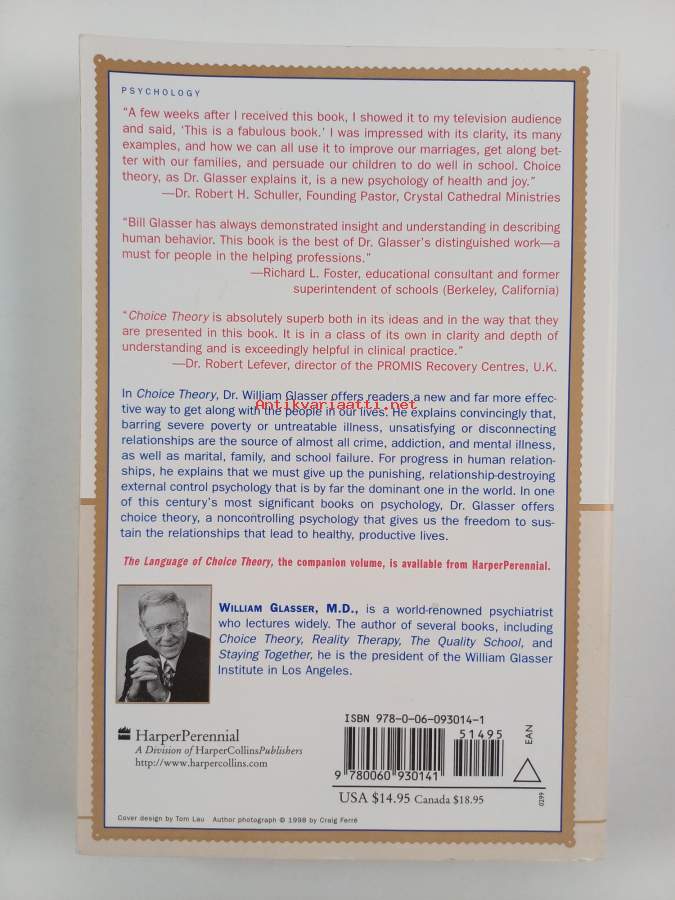 PSYCHOLOGY
“A few weeks after I received this book, I showed it to my television audience
and said, ‘This is a fabulous book.’ I was impressed with its clarity, its many
examples, and how we can all use it to improve our marriages, get along bet-
ter with our families, and persuade our children to do well in school. Choice
theory, as Dr. Glasser explains it, is a new psychology of health and joy.”
—Dr. Robert H. Schuller, Founding Pastor, Crystal Cathedral Ministries
“Bill Glasser has always demonstrated insight and understanding in describing
human behavior. This book is the best of Dr. Glasser’s distinguished work—a
must for people in the helping professions.”
—Richard L. Foster, educational consultant and former
superintendent of schools (Berkeley, California)
“Choice Theory is absolutely superb both in its ideas and in the way that they
are presented in this book. It is in a class of its own in clarity and depth of
understanding and is exceedingly helpful in clinical practice.”
—Dr. Robert Lefever, director of the PROMIS Recovery Centres, U.K.
In Choice Theory, Dr. William Glasser offers readers a new and far more effec-
Antikvariaatti.net
tive way to get along with the people in our lives. He explains convincingly that,
barring severe poverty or untreatable illness, unsatisfying or disconnecting
relationships are the source of almost all crime, addiction, and mental illness,
as well as marital, family, and school failure. For progress in human relation-
ships, he explains that we must give up the punishing, relationship-destroying
external control psychology that is by far the dominant one in the world. In one
of this century’s most significant books on psychology, Dr. Glasser offers
choice theory, a noncontrolling psychology that gives us the freedom to sus-
tain the relationships that lead to healthy, productive lives.
The Language of Choice Theory, the companion volume, is available from HarperPerennial.
WILLIAM GLASSER, M.D., is a world-renowned psychiatrist
who lectures widely. The author of several books, including
Choice Theory, Reality Therapy, The Quality School, and
Staying Together, he is the president of the William Glasser
Institute in Los Angeles.
HarperPerennial
A Division of HarperCollinsPublishers
http://www.harpercollins.com
ISBN 978-0-06-093014-1
51495
EAN
9 780060 930141
0299
USA $14.95 Canada $18.95
Cover design by Tom Lau Author photograph © 1998 by Craig Ferré